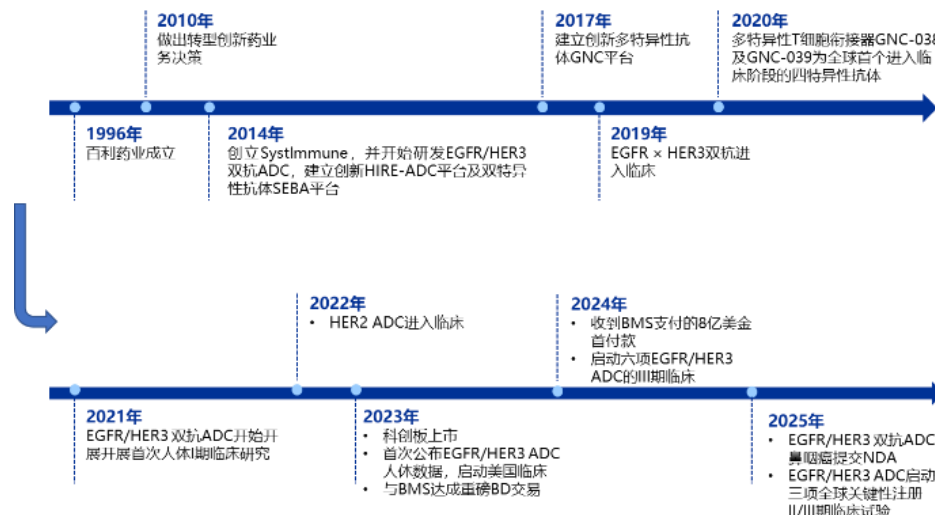 2010年
做出转型创新药业
务决策
2017年
建立创新多特异性抗
体GNC平台
2020年
多特异性T细胞衔接器GNC-038
及GNC-039为全球首个进入临
床阶段的四特异性抗体
1996年
百利药业成立
2014年
创立SystImmune，并开始研发EGFR/HER3
双抗ADC，建立创新HIRE-ADC平台及双特异
性抗体SEBA平台
2019年
EGFR × HER3双抗进
入临床
2022年
• HER2 ADC进入临床
2024年
• 收到BMS支付的8亿美金
首付款
• 启动六项EGFR/HER3
ADC的III期临床
2021年
EGFR/HER3 双抗ADC开始开
展开展首次人体I期临床研究
2023年
• 科创板上市
• 首次公布EGFR/HER3 ADC
人体数据，启动美国临床
• 与BMS达成重磅BD交易
2025年
• EGFR/HER3 双抗ADC
鼻咽癌提交NDA
• EGFR/HER3 ADC启动
三项全球关键性注册
II/III期临床试验